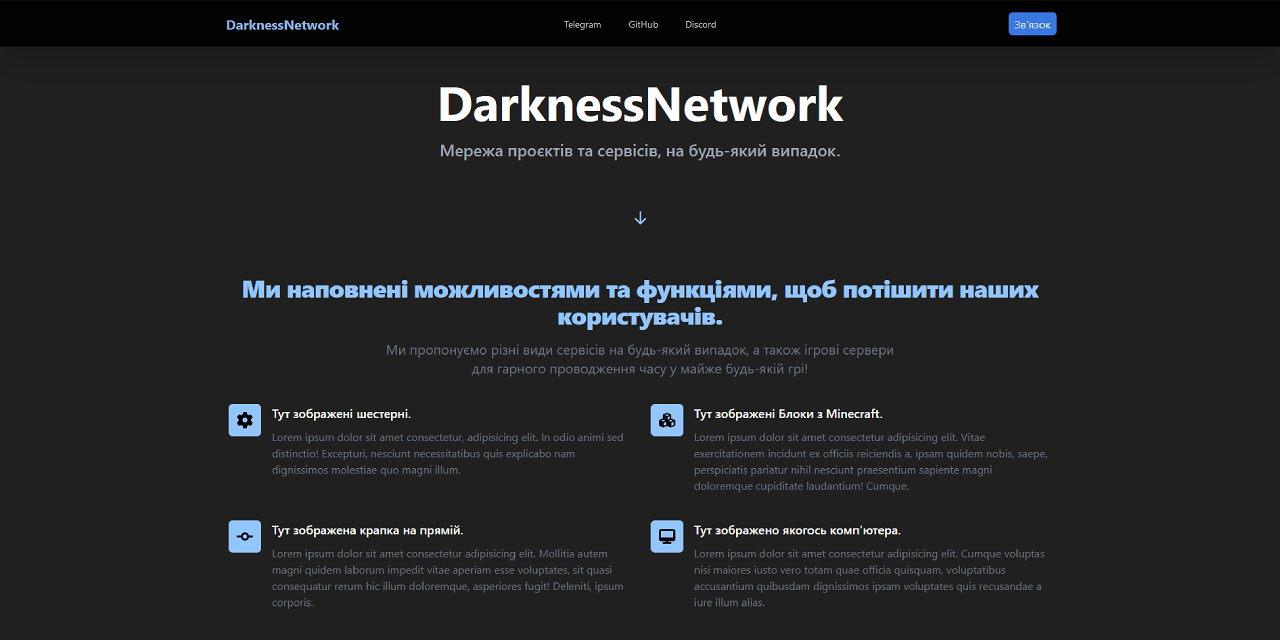 DarknessNetwork
Telegram
GitHub
Discord
Зв'язок
DarknessNetwork
Мережа проєктів та сервісів, на будь-який випадок.
Ми наповнені можливостями та функціями, щоб потішити наших
користувачів.
Ми пропонуємо різні види сервісів на будь-який випадок, а також ігрові сервери
для гарного проводження часу у майже будь-якій грі!
Тут зображені шестерні.
Lorem ipsum dolor sit amet consectetur, adipisicing elit. In odio animi sed
distinctio! Excepturi, nesciunt necessitatibus quis explicabo nam
dignissimos molestiae quo magni illum.
Тут зображені Блоки з Minecraft.
Lorem ipsum dolor sit amet consectetur adipisicing elit. Vitae
exercitationem incidunt ex officiis reiciendis a, ipsam quidem nobis, saepe,
perspiciatis pariatur nihil nesciunt praesentium sapiente magni
doloremque cupiditate laudantium! Cumque.
Тут зображена крапка на прямій.
Lorem ipsum dolor sit amet consectetur adipisicing elit. Mollitia autem
magni quidem laborum impedit vitae aperiam esse voluptates, sit quasi
consequatur rerum hic illum doloremque, asperiores fugit! Deleniti, ipsum
corporis.
Тут зображено якогось комп'ютера.
Lorem ipsum dolor sit amet consectetur adipisicing elit. Cumque voluptas
nisi maiores iusto vero totam quae officia quisquam, voluptatibus
accusantium quibusdam dignissimos ipsam voluptates quis recusandae a
iure illum alias.